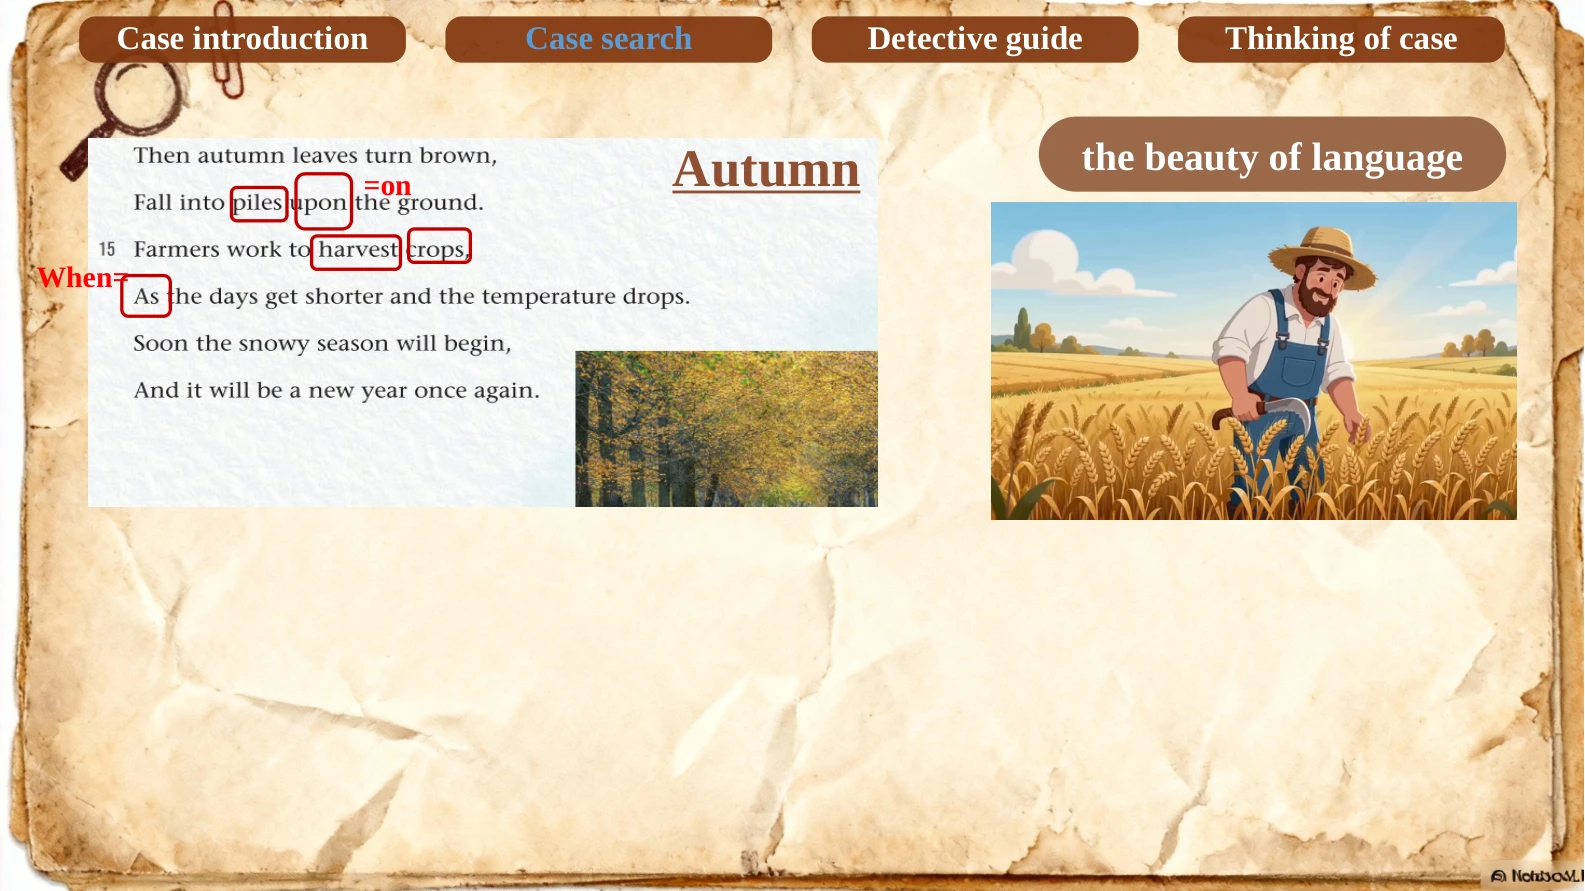 Case introduction
Case search
Detective guide
Thinking of case
the beauty of language
Autumn
Then autumn leaves turn brown,
=on
Fall into piles upon the ground.
15 Farmers work to harvest crops,
When=
As the days get shorter and the temperature drops.
Soon the snowy season will begin,
And it will be a new year once again.